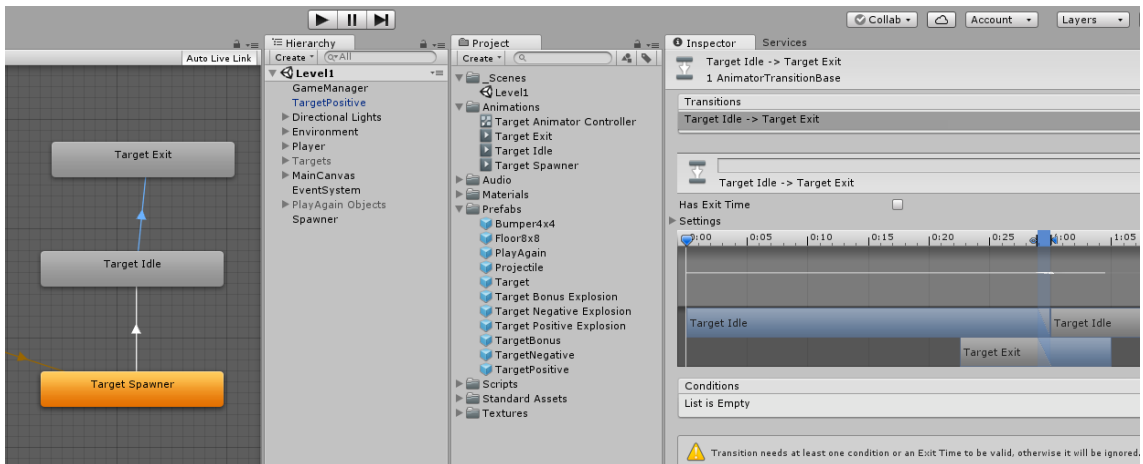 Collab
Account
Layers
Auto Live Link
Target Exit
Target Idle
Target Spawner
Hierarchy
Create
All
Level1
GameManager
TargetPositive
Directional Lights
Environment
Player
Targets
MainCanvas
EventSystem
PlayAgain Objects
Spawner
Project
Create
_Scenes
Level1
Animations
Target Animator Controller
Target Exit
Target Idle
Target Spawner
Audio
Materials
Prefabs
Bumper4x4
Floor8x8
PlayAgain
Projectile
Target
Target Bonus Explosion
Target Negative Explosion
Target Positive Explosion
TargetBonus
TargetNegative
TargetPositive
Scripts
Standard Assets
Textures
Inspector Services
Target Idle -> Target Exit
1 AnimatorTransitionBase
Transitions
Target Idle -> Target Exit
Target Idle -> Target Exit
Has Exit Time
Settings
0:05 0:10 0:15 0:20 0:25 1:05
Target Idle Target Idle
Target Exit
Conditions
List is Empty
Transition needs at least one condition or an Exit Time to be valid, otherwise it will be ignored.